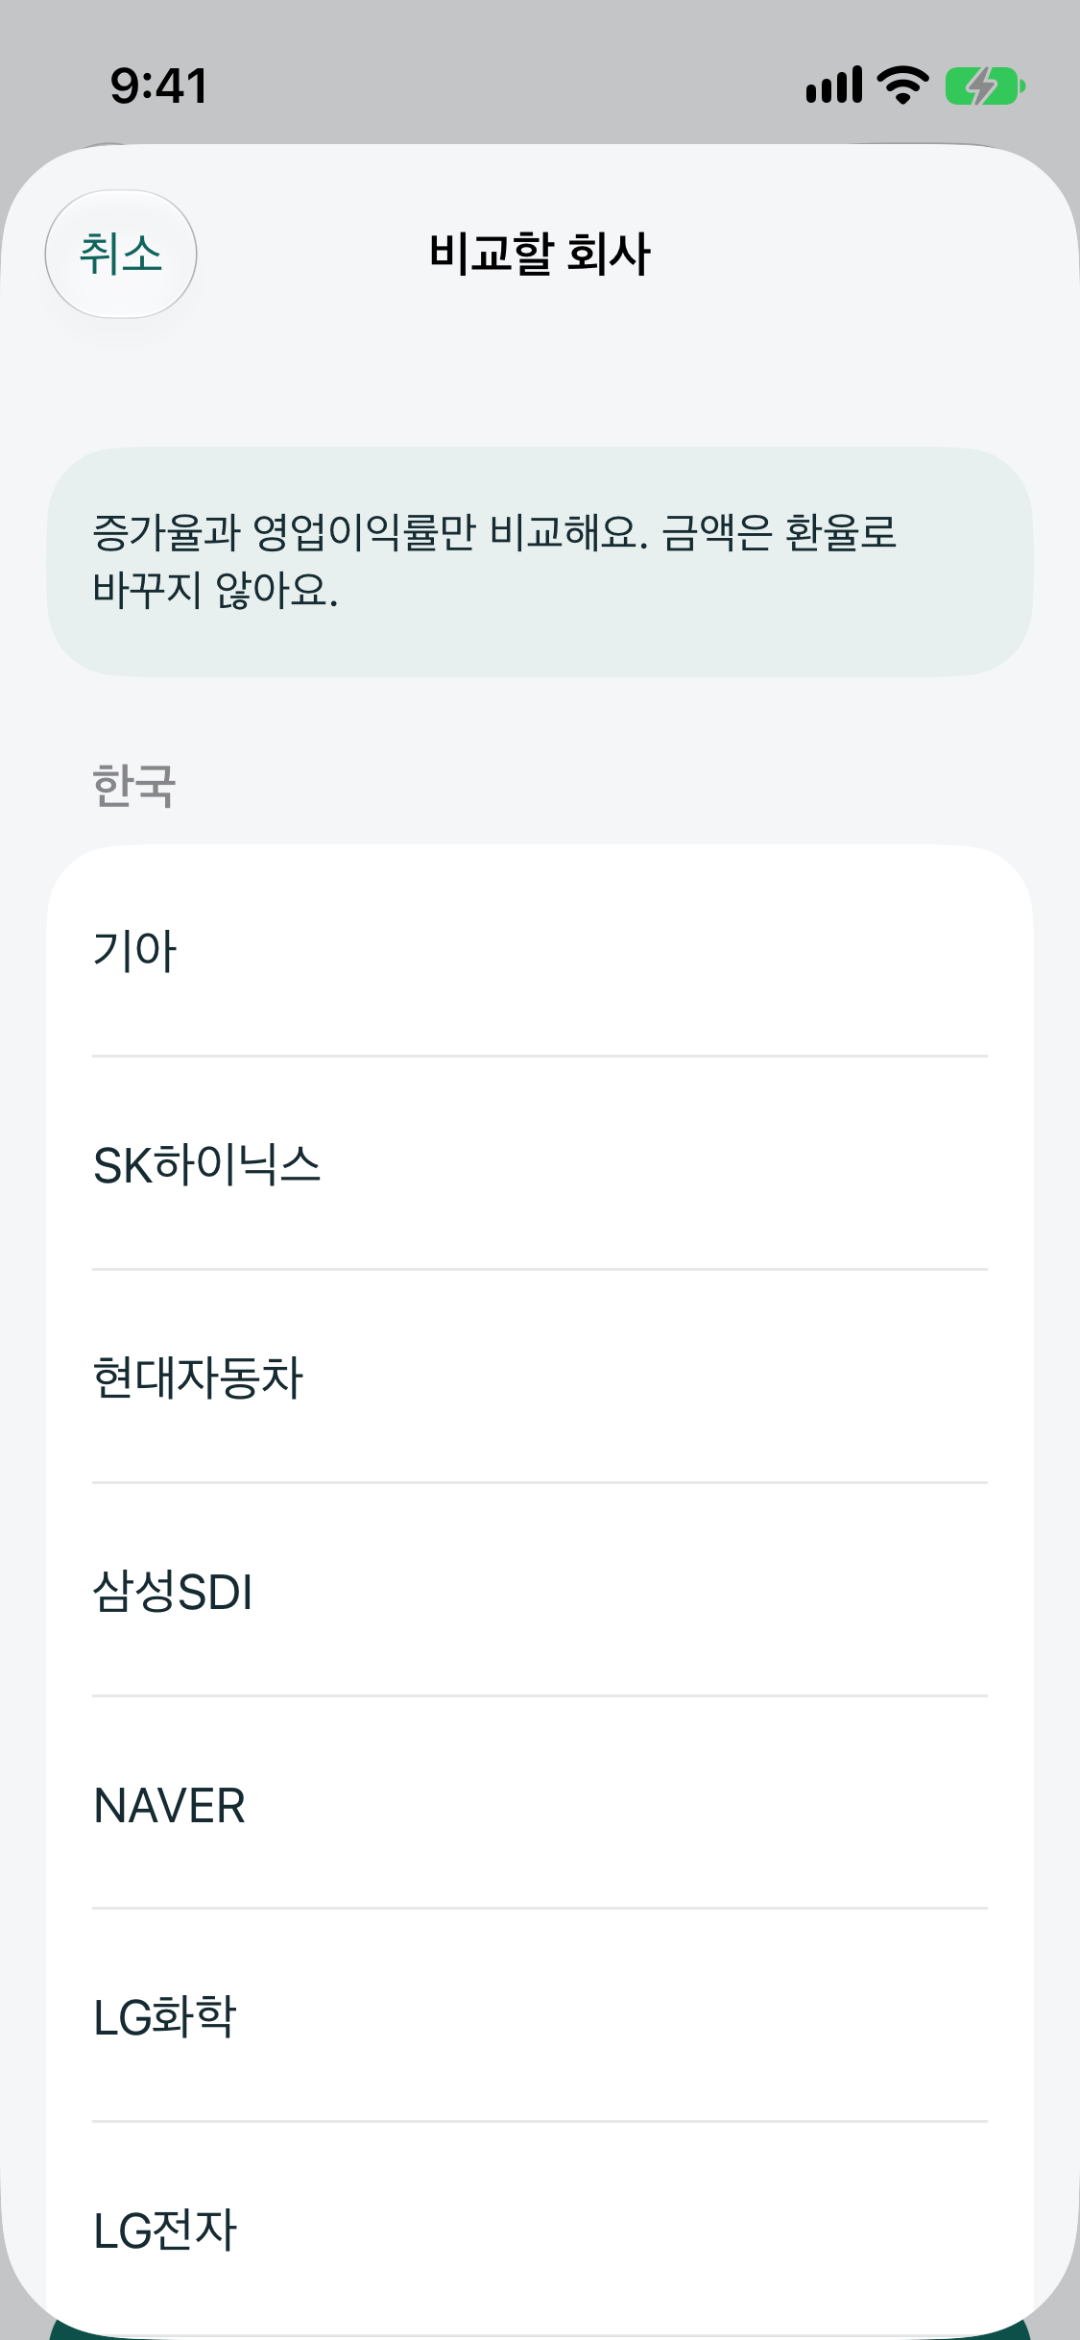 9:41
취소
비교할 회사
증가율과 영업이익률만 비교해요. 금액은 환율로
바꾸지 않아요.
한국
기아
SK하이닉스
현대자동차
삼성SDI
NAVER
LG화학
LG전자